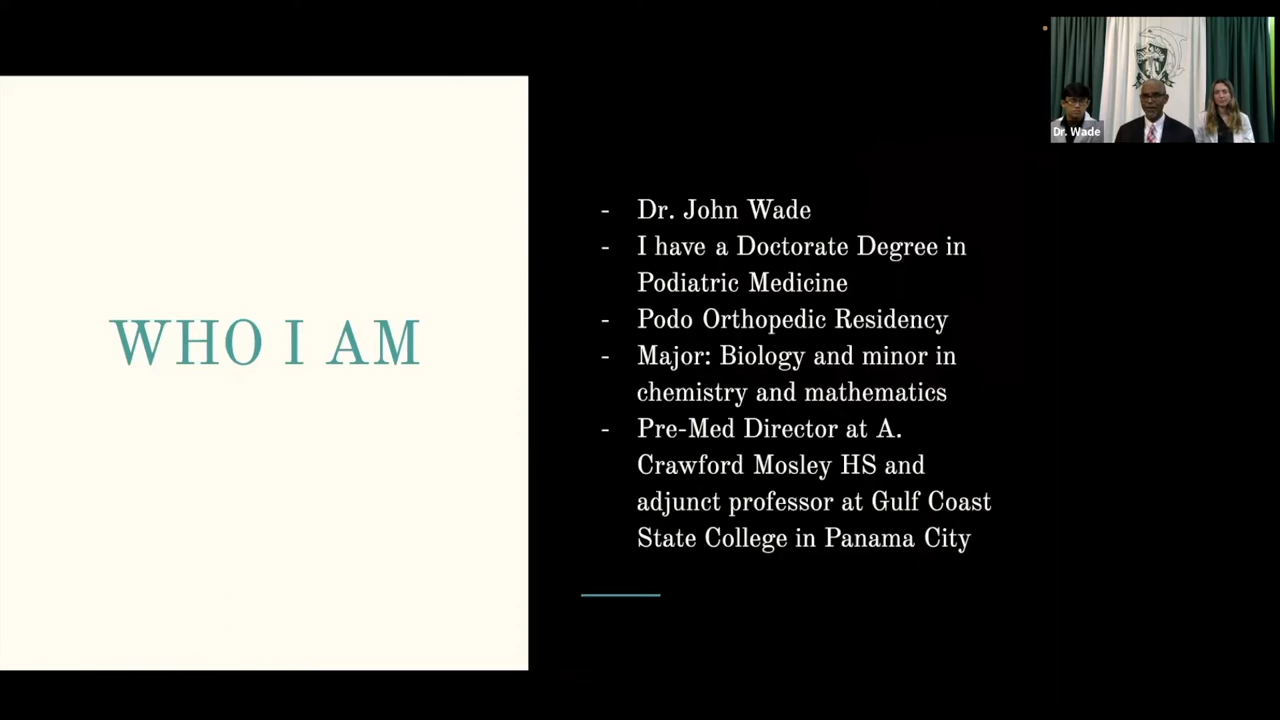 WHO I AM
- Dr. John Wade
- I have a Doctorate Degree in
Podiatric Medicine
- Podo Orthopedic Residency
- Major: Biology and minor in
chemistry and mathematics
- Pre-Med Director at A.
Crawford Mosley HS and
adjunct professor at Gulf Coast
State College in Panama City
Dr. Wade